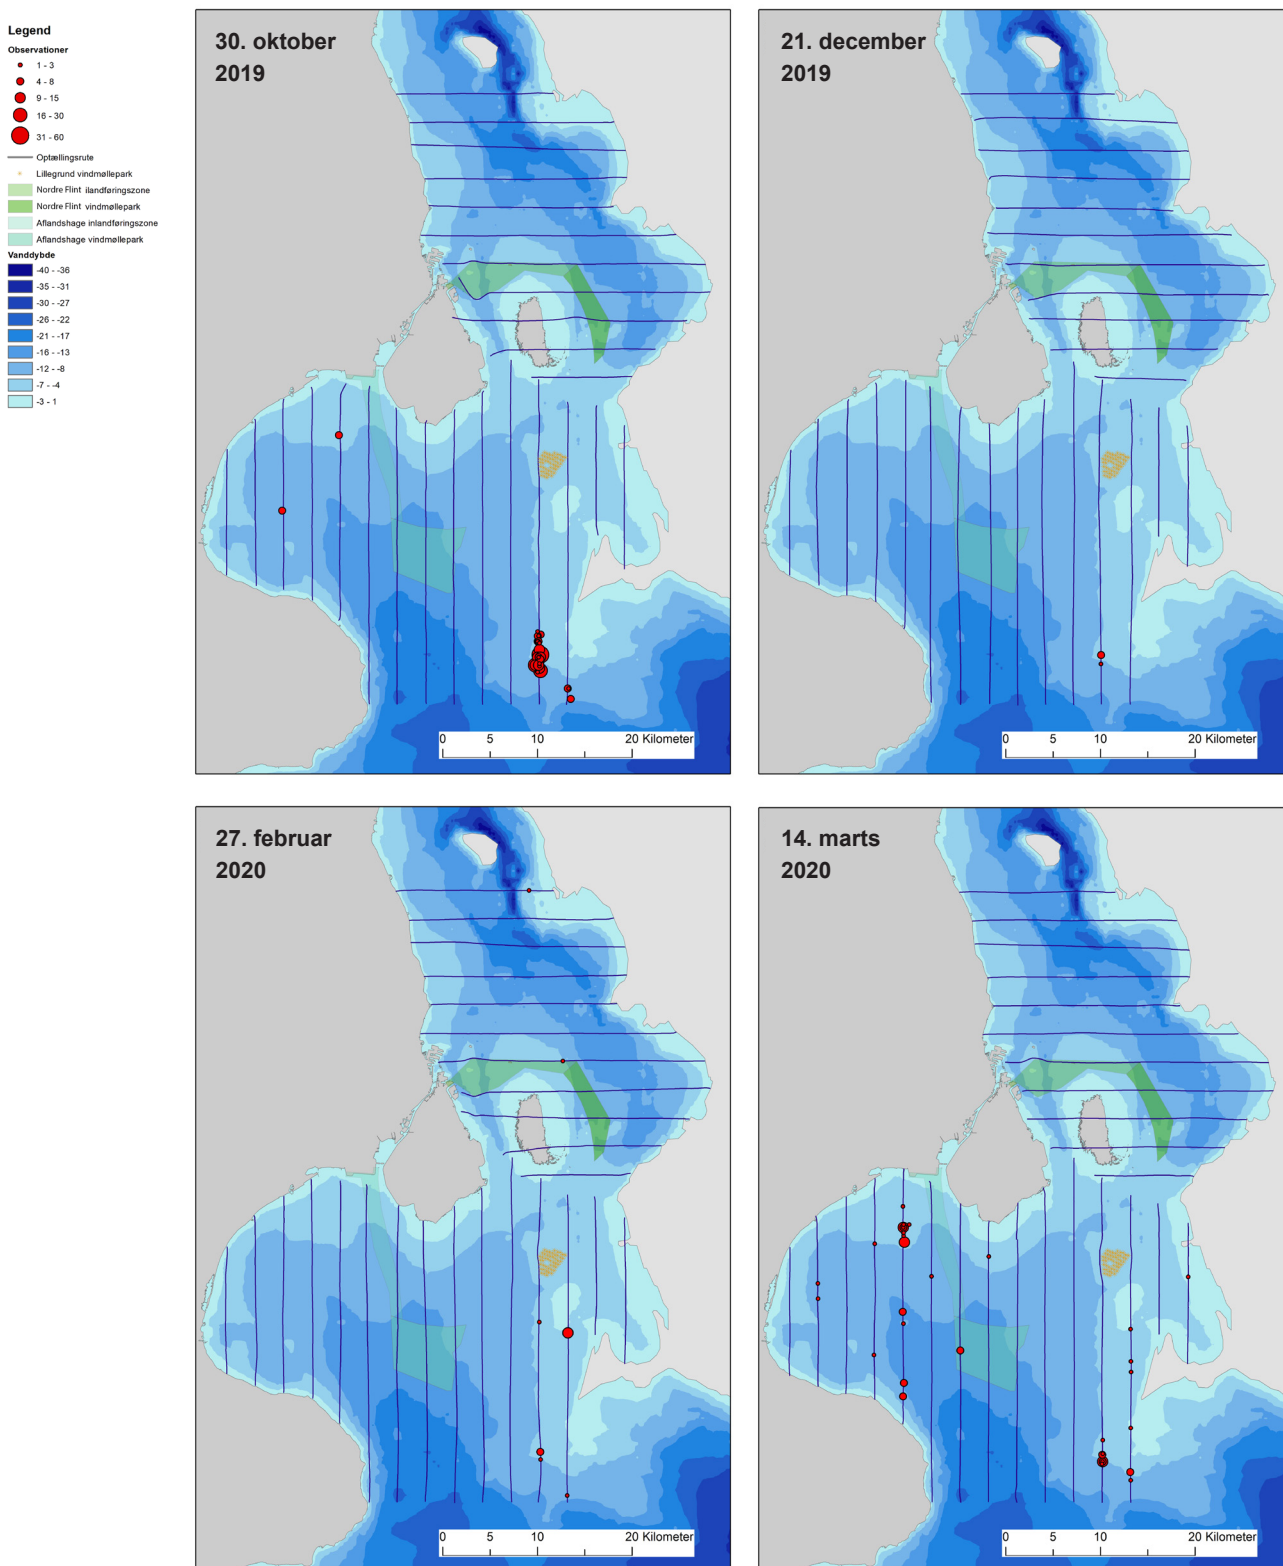 Legend
Observationer
1 - 3
4 - 8
9 - 15
16 - 30
31 - 60
Optællingsrute
Lillegrund vindmøllepark
Nordre Flint ilandføringszone
Nordre Flint vindmøllepark
Aflandshage inlandføringzone
Aflandshage vindmøllepark
Vanddybde
-40 - -36
-35 - -31
-30 - -27
-26 - -22
-21 - -17
-16 - -13
-12 - -8
-7 - -4
-3 - 1
30. oktober
2019
0 5 10 20 Kilometer
21. december
2019
0 5 10 20 Kilometer
27. februar
2020
0 5 10 20 Kilometer
14. marts
2020
0 5 10 20 Kilometer